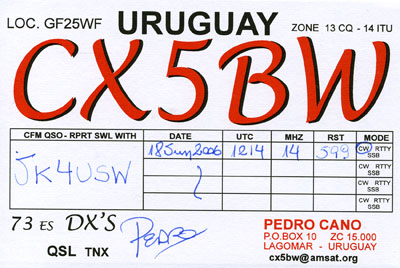 LOC. GF25WF URUGUAY ZONE 13 CQ - 14 ITU
CX5BW
CFM QSO - RPRT SWL WITH DATE UTC MHZ RST MODE
JK4USW 18 Jun 2006 1214 14 599 CW RTTY SSB
CW RTTY SSB
CW RTTY SSB
CW RTTY SSB
73 ES DX'S PEDRO
QSL TNX
PEDRO CANO
P.O.BOX 10 ZC 15.000
LAGOMAR - URUGUAY
cx5bw@amsat.org